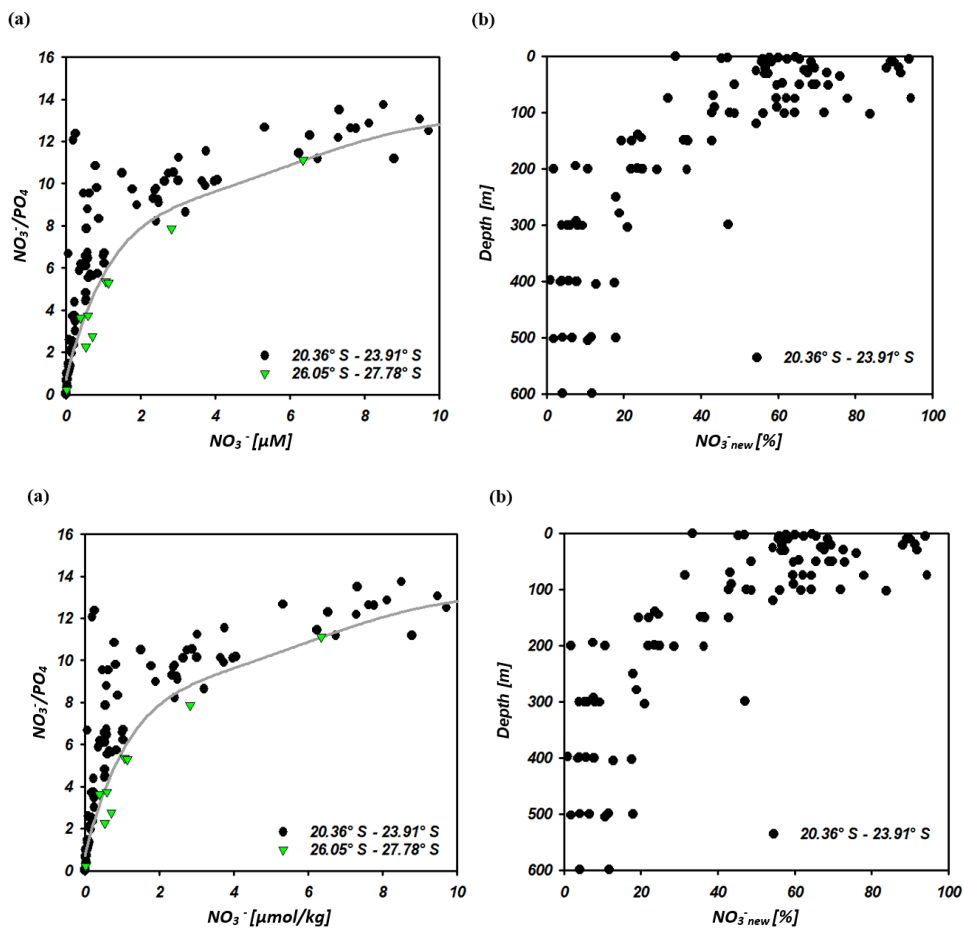 (a)
(b)
16
14
12
10
8
6
4
2
0
NO3-/PO4
0 2 4 6 8 10
NO3- [μM]
20.36° S - 23.91° S
26.05° S - 27.78° S
0
100
200
300
400
500
600
Depth [m]
0 20 40 60 80 100
NO3-new [%]
20.36° S - 23.91° S
(a)
(b)
16
14
12
10
8
6
4
2
0
NO3-/PO4
0 2 4 6 8 10
NO3- [μmol/kg]
20.36° S - 23.91° S
26.05° S - 27.78° S
0
100
200
300
400
500
600
Depth [m]
0 20 40 60 80 100
NO3-new [%]
20.36° S - 23.91° S